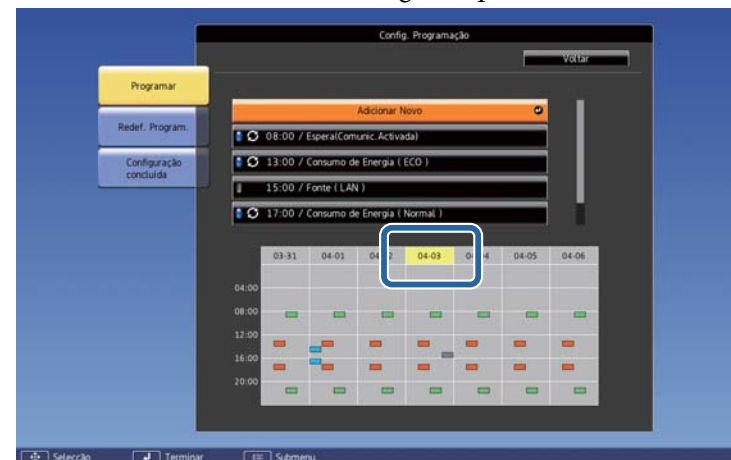 Config. Programação
Voltar
Programar
Redef. Program.
Configuração
concluída
Adicionar Novo
08:00 / Espera(Comunic.Activada)
13:00 / Consumo de Energia ( ECO )
15:00 / Fonte ( LAN )
17:00 / Consumo de Energia ( Normal )
03-31 04-01 04-03 04-05 04-06
04:00
08:00
12:00
16:00
20:00
Selecção Terminar Esc Submenu